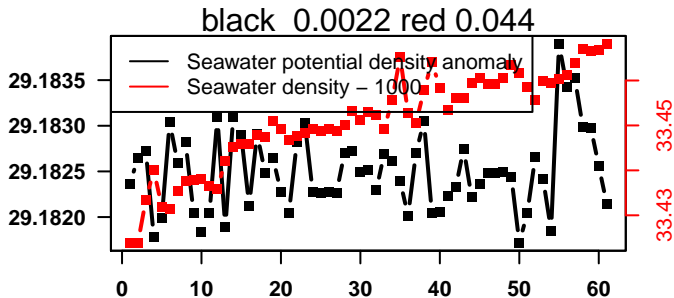 black 0.0022 red 0.044
Seawater potential density anomaly
Seawater density – 1000
29.1835
29.1830
29.1825
29.1820
33.45
33.43
0 10 20 30 40 50 60